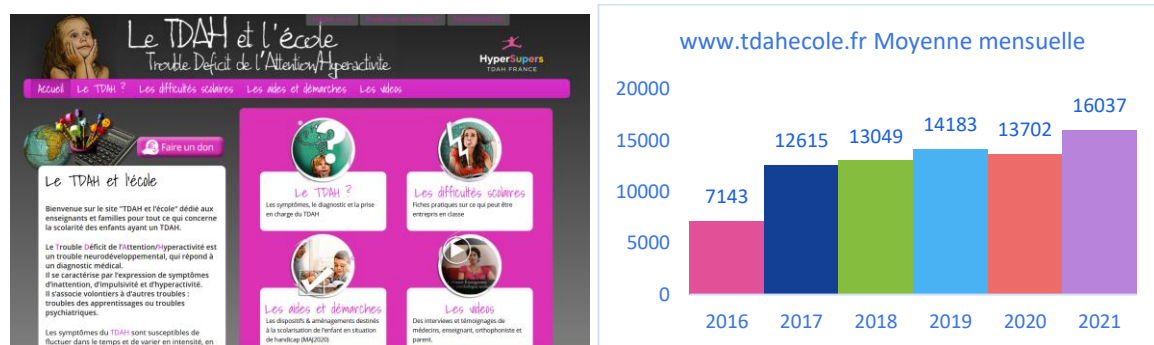 Le TDAH et l'école
Trouble Deficit de l'Attention/Hyperactivite
HyperSupers
TDAH FRANCE
Accueil Le TDAH ? Les difficultés scolaires Les aides et démarches Les videos
Faire un don
Le TDAH et l'école
Bienvenue sur le site "TDAH et l'école" dédié aux
enseignants et familles pour tout ce qui concerne
la scolarité des enfants ayant un TDAH.
Le Trouble Déficit de l'Attention/Hyperactivité est
un trouble neurodéveloppemental, qui répond à
un diagnostic médical.
Il se caractérise par l'expression de symptômes
d'inattention, d'impulsivité et d'hyperactivité.
Il s'associe volontiers à d'autres troubles :
troubles des apprentissages ou troubles
psychiatriques.
Les symptômes du TDAH sont susceptibles de
fluctuer dans le temps et de varier en intensité, en
Le TDAH ?
Les symptômes, le diagnostic et la prise
en charge du TDAH
Les difficultés scolaires
Fiches pratiques sur ce qui peut être
entrepris en classe
Les aides et démarches
Les dispositifs & aménagements destinés
à la scolarisation de l'enfant en situation
de handicap (MAJ2020)
Les videos
Des interviews et témoignages de
médecins, enseignant, orthophoniste et
parent.
www.tdahecole.fr Moyenne mensuelle
20000
15000
10000
5000
0
7143
12615
13049
14183
13702
16037
2016 2017 2018 2019 2020 2021